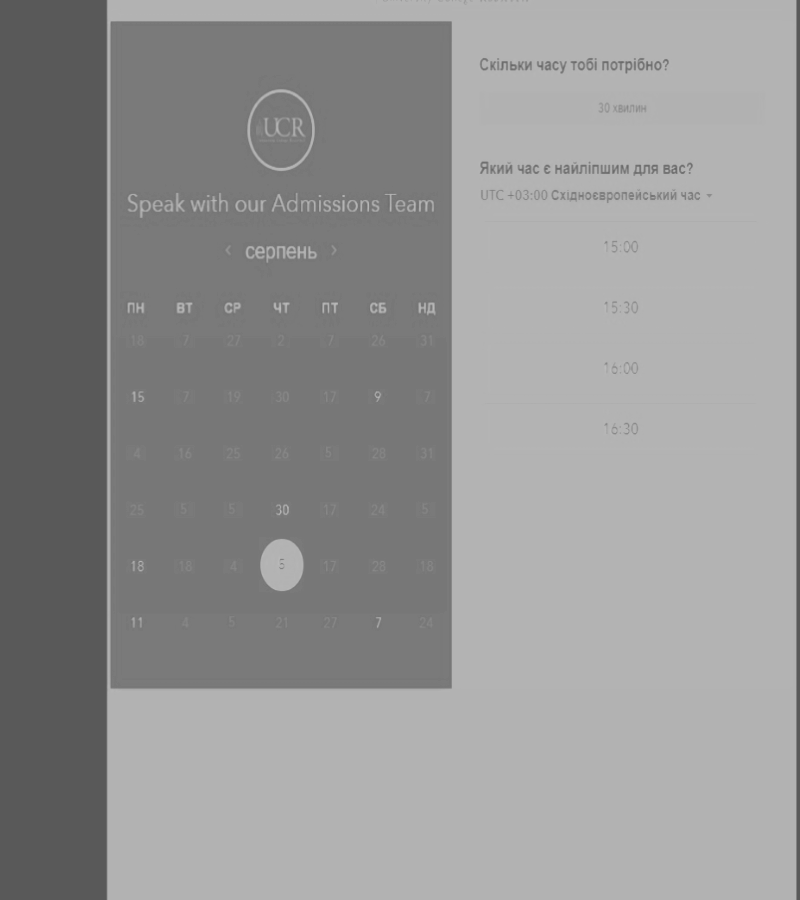 UCR
Speak with our Admissions Team
‹ серпень ›
ПН ВТ СР ЧТ ПТ СБ НД
18 7 27 2 7 26 31
15 7 19 30 17 9 7
4 16 25 26 5 28 31
25 5 5 30 17 24 5
18 18 4 5 17 28 18
11 4 5 21 27 7 24
Скільки часу тобі потрібно?
30 хвилин
Який час є найліпшим для вас?
UTC +03:00 Східноєвропейський час
15:00
15:30
16:00
16:30